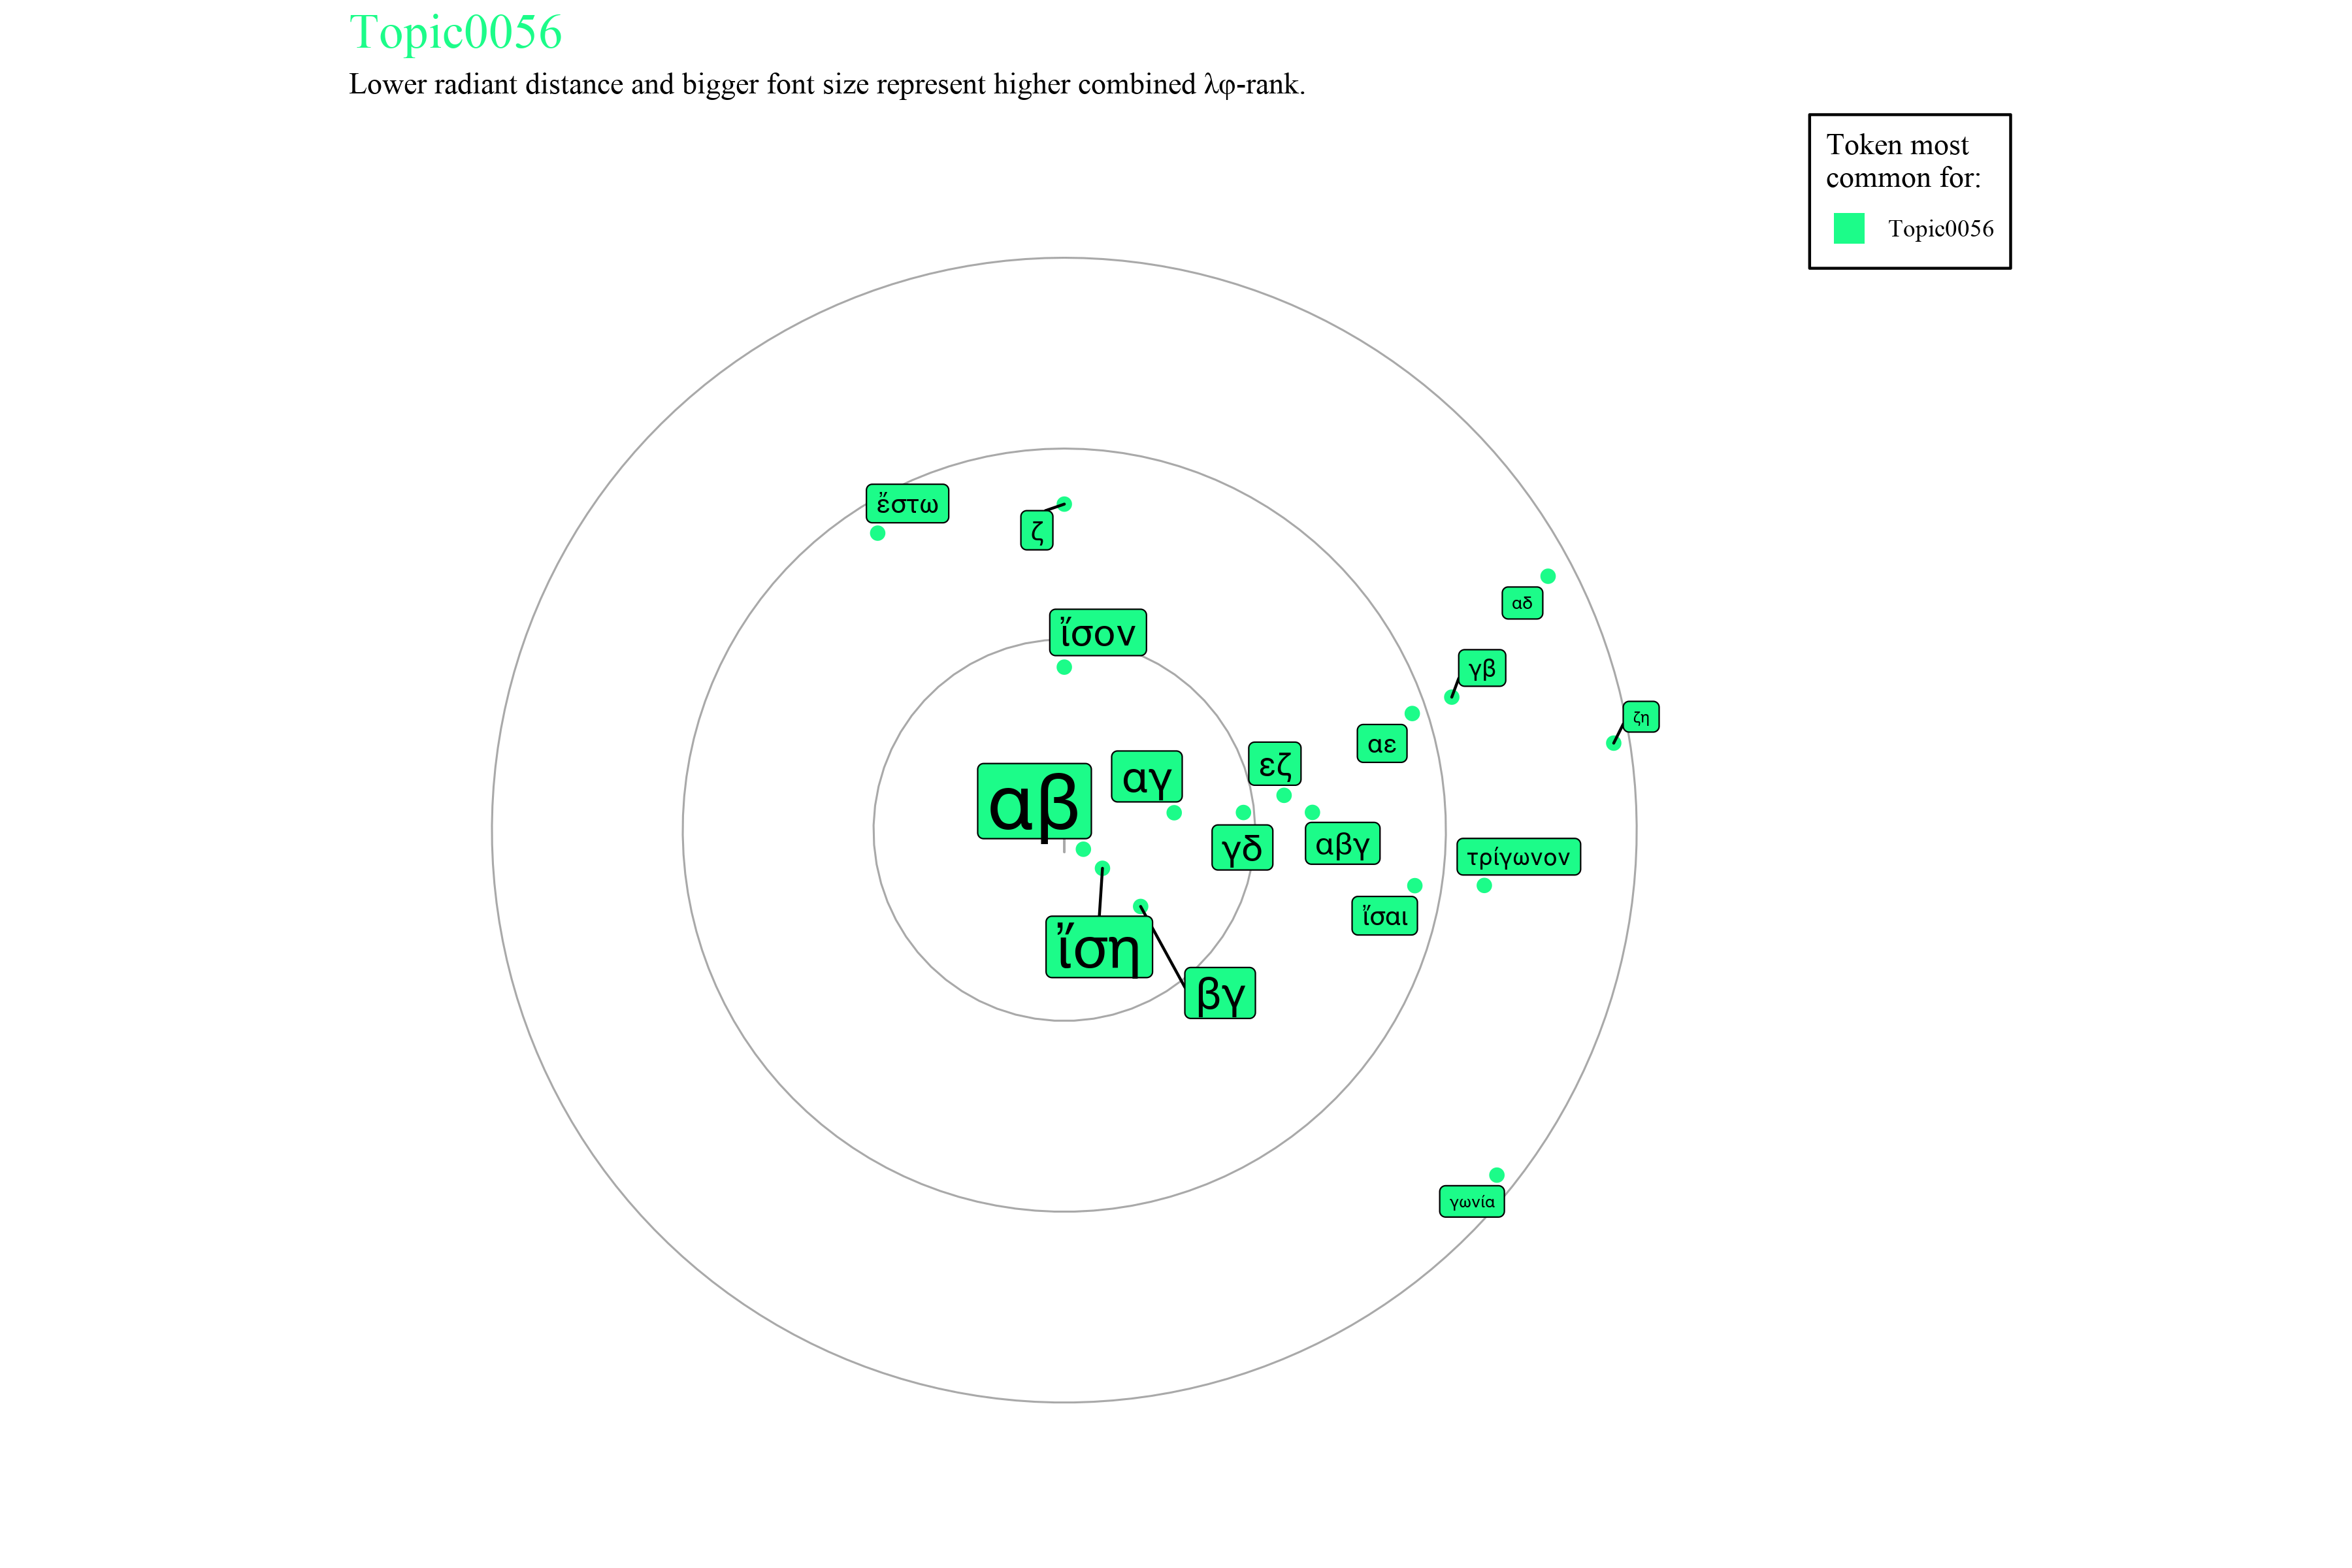 Topic0056
Lower radiant distance and bigger font size represent higher combined λφ-rank.
Token most
common for:
Topic0056
ἔστω
ζ
αδ
ἴσον
γβ
ζη
αε
εζ
αγ
αβ
γδ
αβγ
τρίγωνον
ἴσαι
ἴση
βγ
γωνία